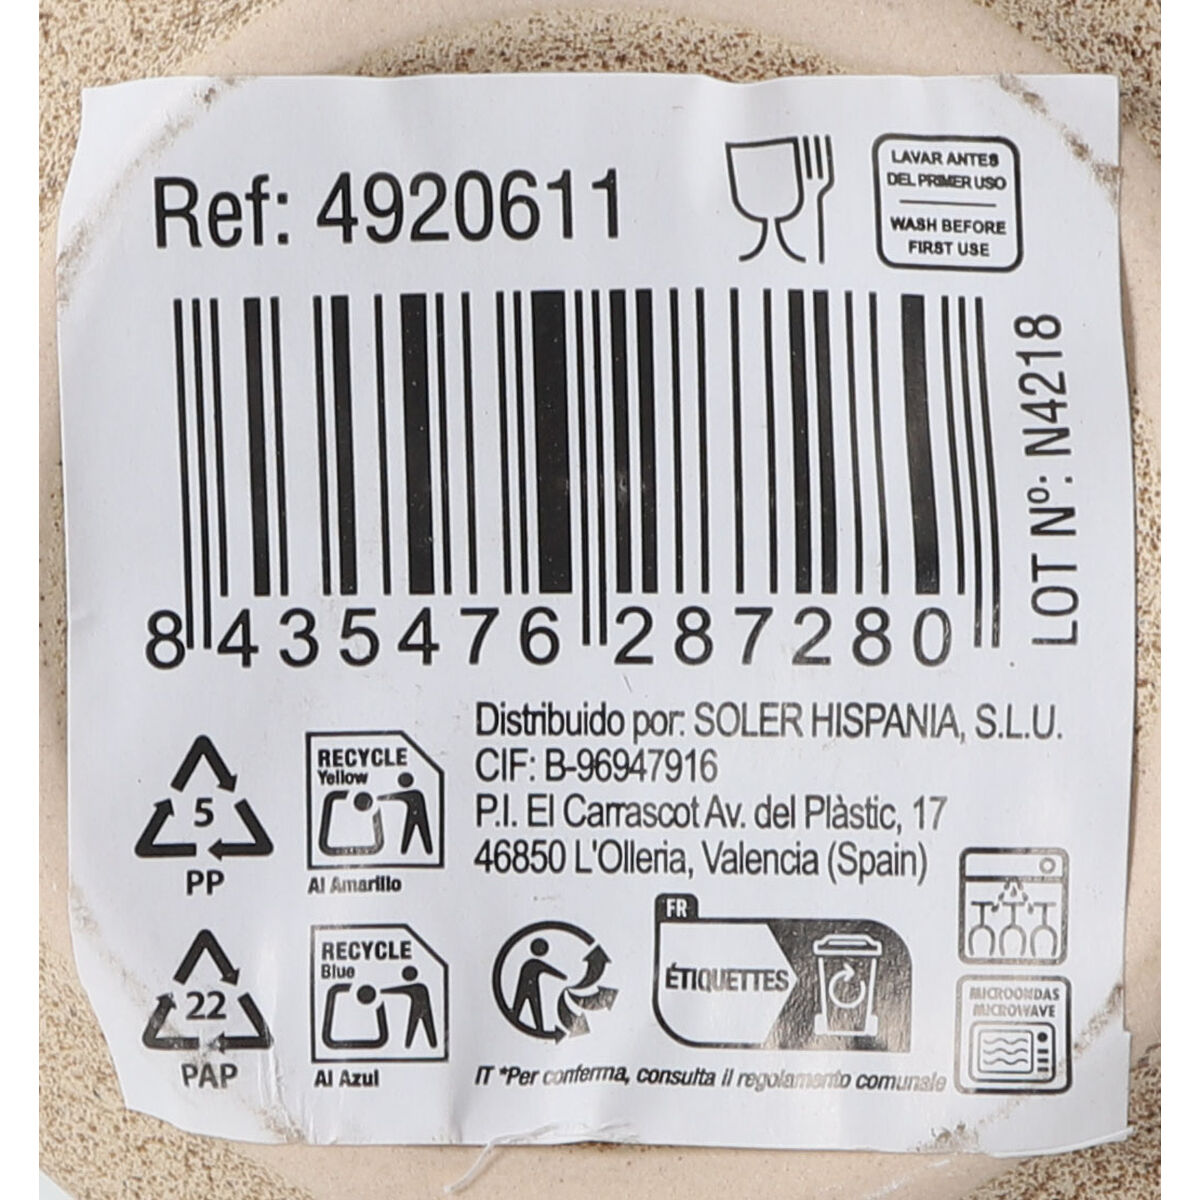 Ref: 4920611
LAVAR ANTES
DEL PRIMER USO
WASH BEFORE
FIRST USE
LOT Nº: N4218
8 435476 287280
Distribuido por: SOLER HISPANIA, S.L.U.
CIF: B-96947916
P.I. El Carrascot Av. del Plàstic, 17
46850 L'Olleria, Valencia (Spain)
5
PP
RECYCLE
Yellow
Al Amarillo
22
PAP
RECYCLE
Blue
Al Azul
FR
ÉTIQUETTES
IT *Per conferma, consulta il regolamento comunale
MICROONDAS
MICROWAVE